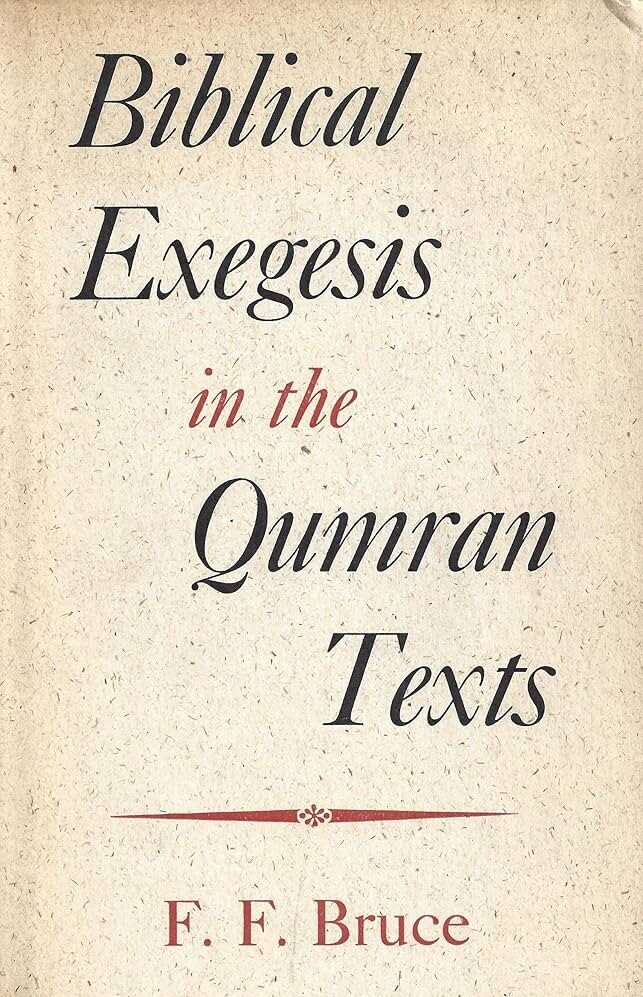 Biblical
Exegesis
in the
Qumran
Texts
F. F. Bruce